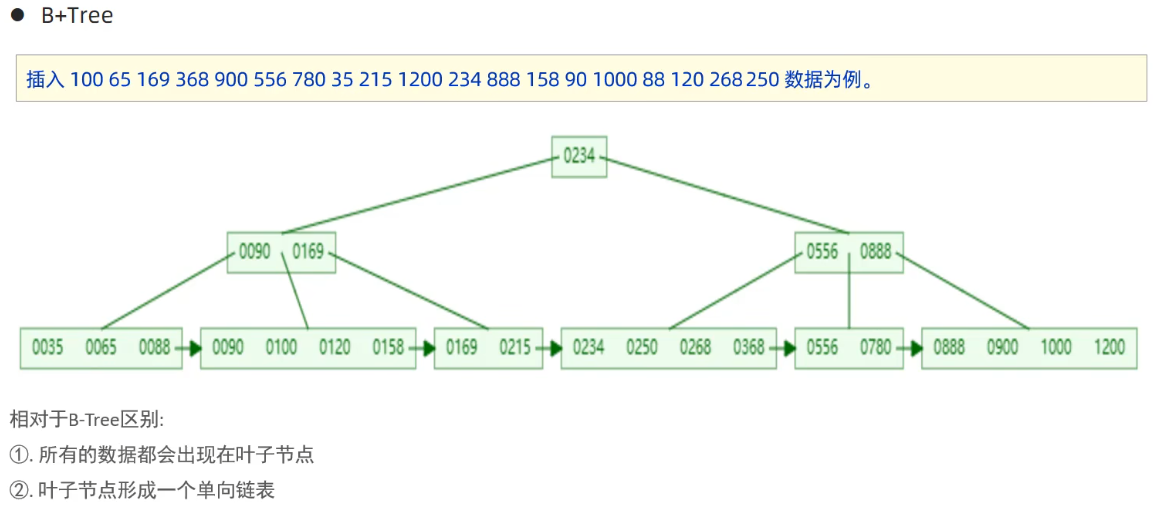 ● B+Tree
插入 100 65 169 368 900 556 780 35 215 1200 234 888 158 90 1000 88 120 268 250 数据为例。
0234
0090 0169 0556 0888
0035 0065 0088 0090 0100 0120 0158 0169 0215 0234 0250 0268 0368 0556 0780 0888 0900 1000 1200
相对于B-Tree区别:
①. 所有的数据都会出现在叶子节点
②. 叶子节点形成一个单向链表